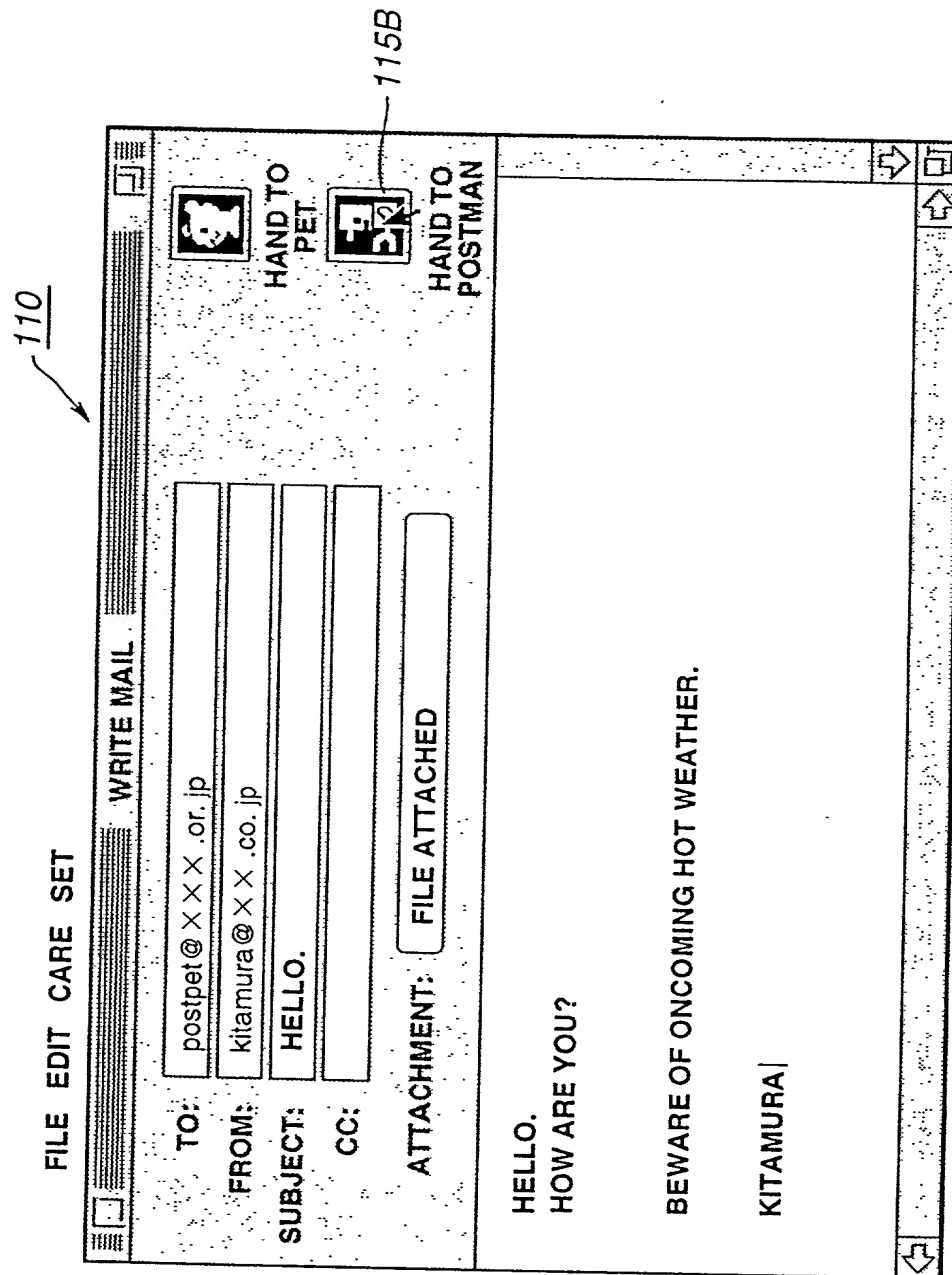 110
FILE EDIT CARE SET
WRITE MAIL
TO: postpet@×××.or.jp
FROM: kitamura@××.co.jp
SUBJECT: HELLO.
CC:
ATTACHMENT: FILE ATTACHED
HAND TO
PET
115B
HAND TO
POSTMAN
HELLO.
HOW ARE YOU?
BEWARE OF ONCOMING HOT WEATHER.
KITAMURA